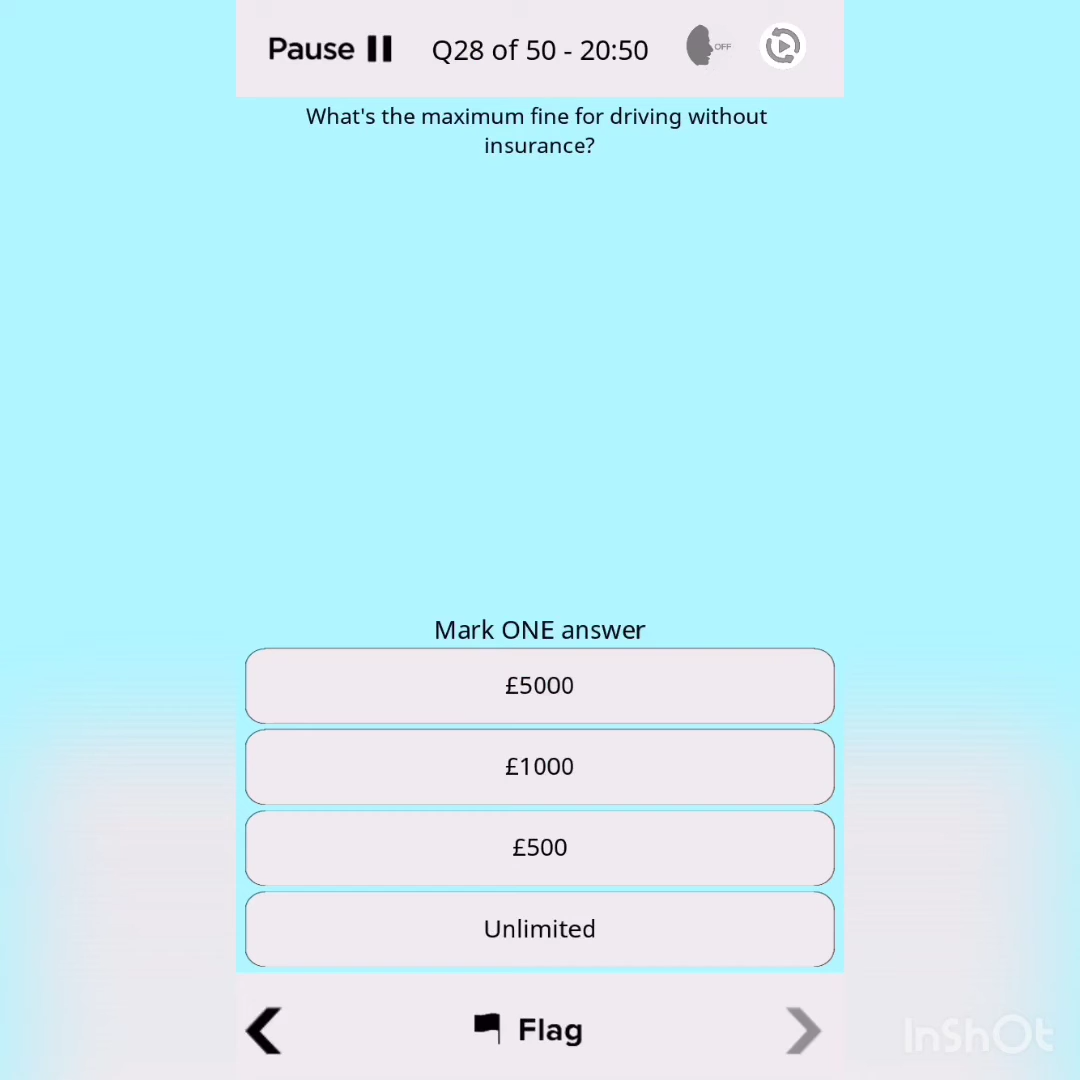 Pause Q28 of 50 - 20:50 OFF
What's the maximum fine for driving without
insurance?
Mark ONE answer
£5000
£1000
£500
Unlimited
Flag
InShOt